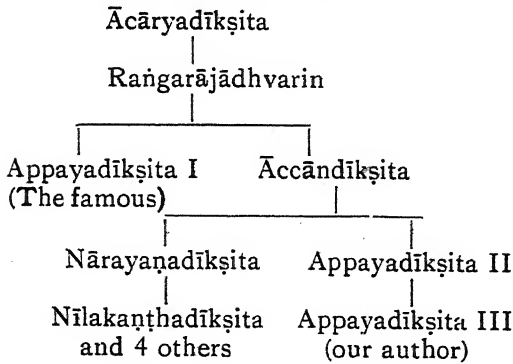 Ācāryadīkṣita
Raṅgarājādhvarin
Appayadīkṣita I Āccāndīkṣita
(The famous)
Nārayaṇadīkṣita Appayadīkṣita II
Nīlakaṇṭhadīkṣita Appayadīkṣita III
and 4 others (our author)